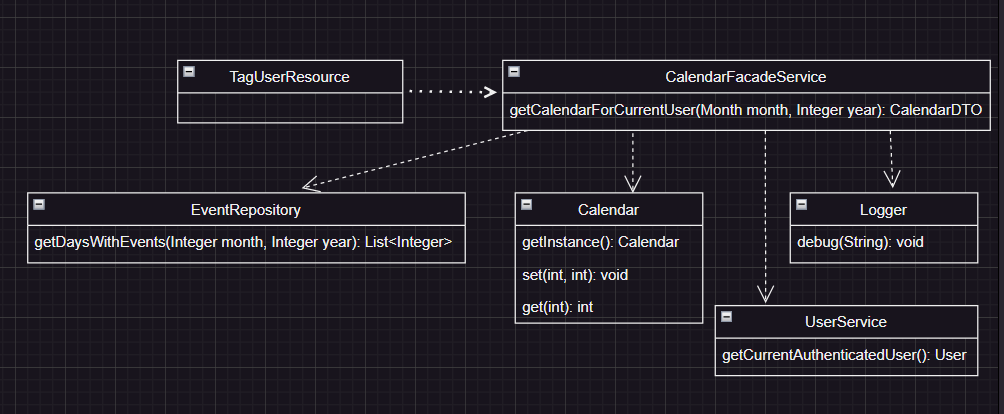 TagUserResource
CalendarFacadeService
getCalendarForCurrentUser(Month month, Integer year): CalendarDTO
EventRepository
getDaysWithEvents(Integer month, Integer year): List<Integer>
Calendar
getInstance(): Calendar
set(int, int): void
get(int): int
Logger
debug(String): void
UserService
getCurrentAuthenticatedUser(): User